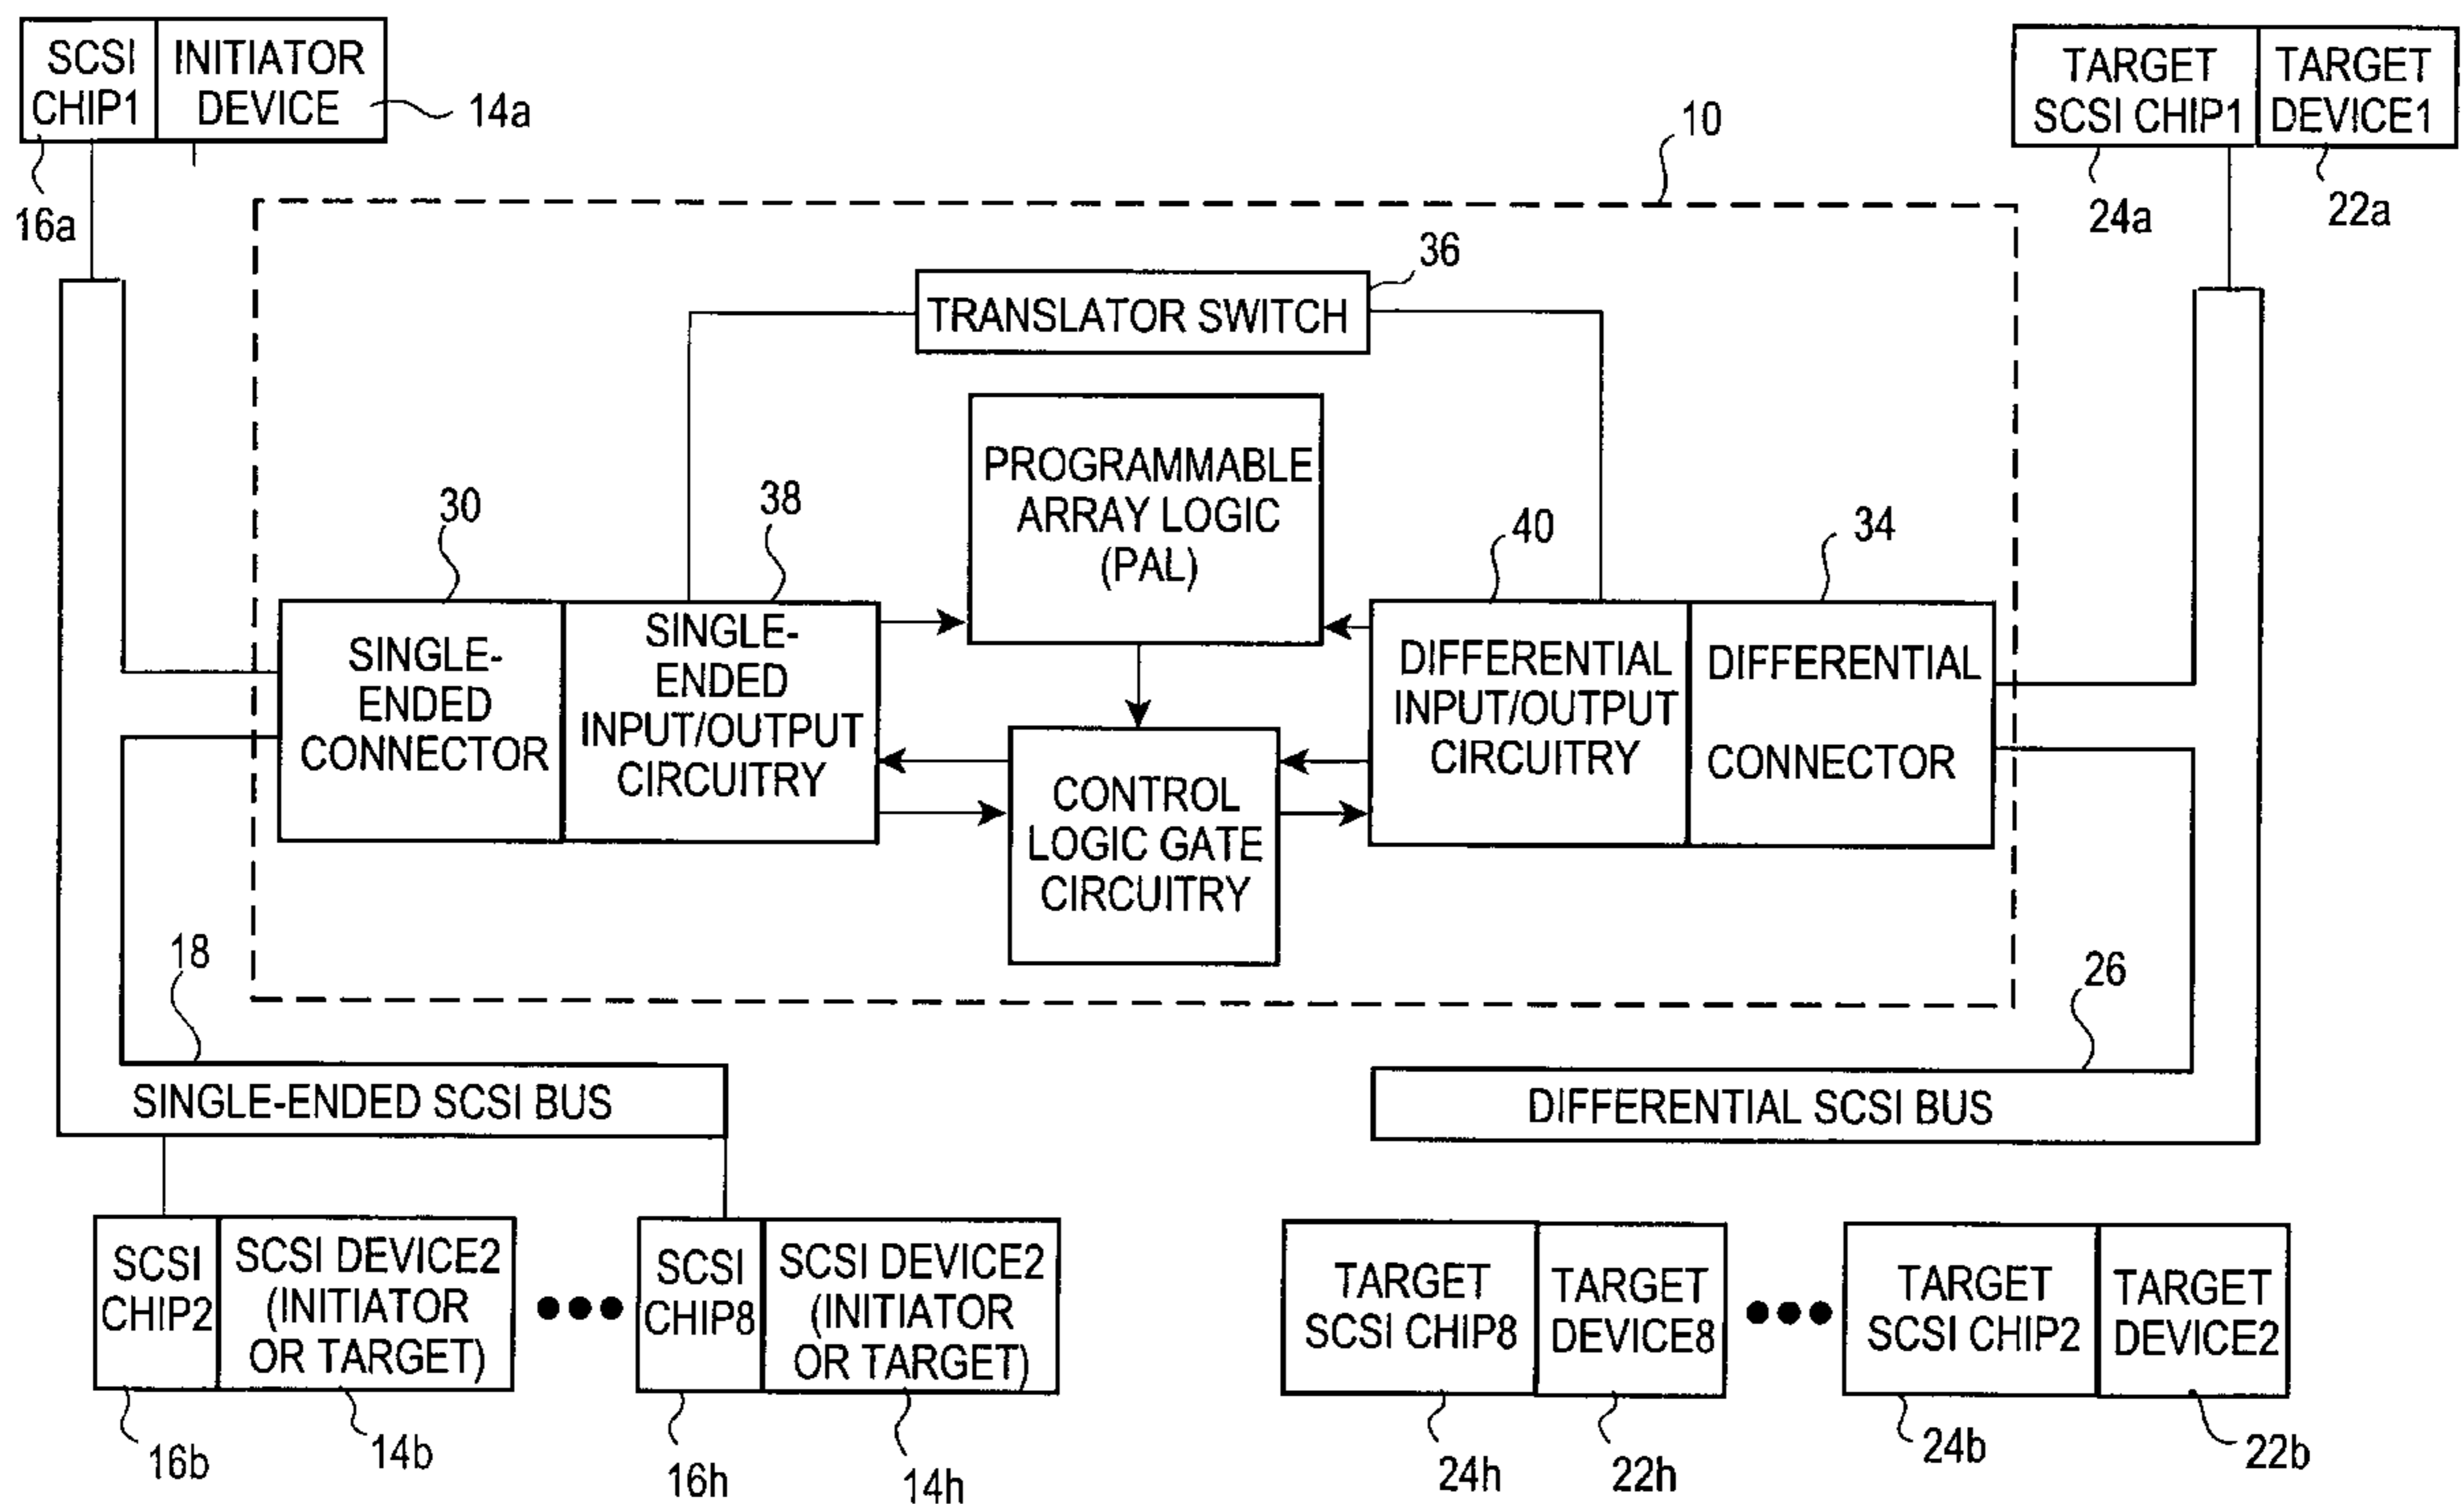 SCSI
CHIP1
INITIATOR
DEVICE
14a
16a
10
TARGET
SCSI CHIP1
TARGET
DEVICE1
24a
22a
36
TRANSLATOR SWITCH
PROGRAMMABLE
ARRAY LOGIC
(PAL)
30
38
40
34
SINGLE-
ENDED
CONNECTOR
SINGLE-
ENDED
INPUT/OUTPUT
CIRCUITRY
DIFFERENTIAL
INPUT/OUTPUT
CIRCUITRY
DIFFERENTIAL
CONNECTOR
CONTROL
LOGIC GATE
CIRCUITRY
18
26
SINGLE-ENDED SCSI BUS
DIFFERENTIAL SCSI BUS
SCSI
CHIP2
SCSI DEVICE2
(INITIATOR
OR TARGET)
SCSI
CHIP8
SCSI DEVICE2
(INITIATOR
OR TARGET)
TARGET
SCSI CHIP8
TARGET
DEVICE8
TARGET
SCSI CHIP2
TARGET
DEVICE2
16b
14b
16h
14h
24h
22h
24b
22b